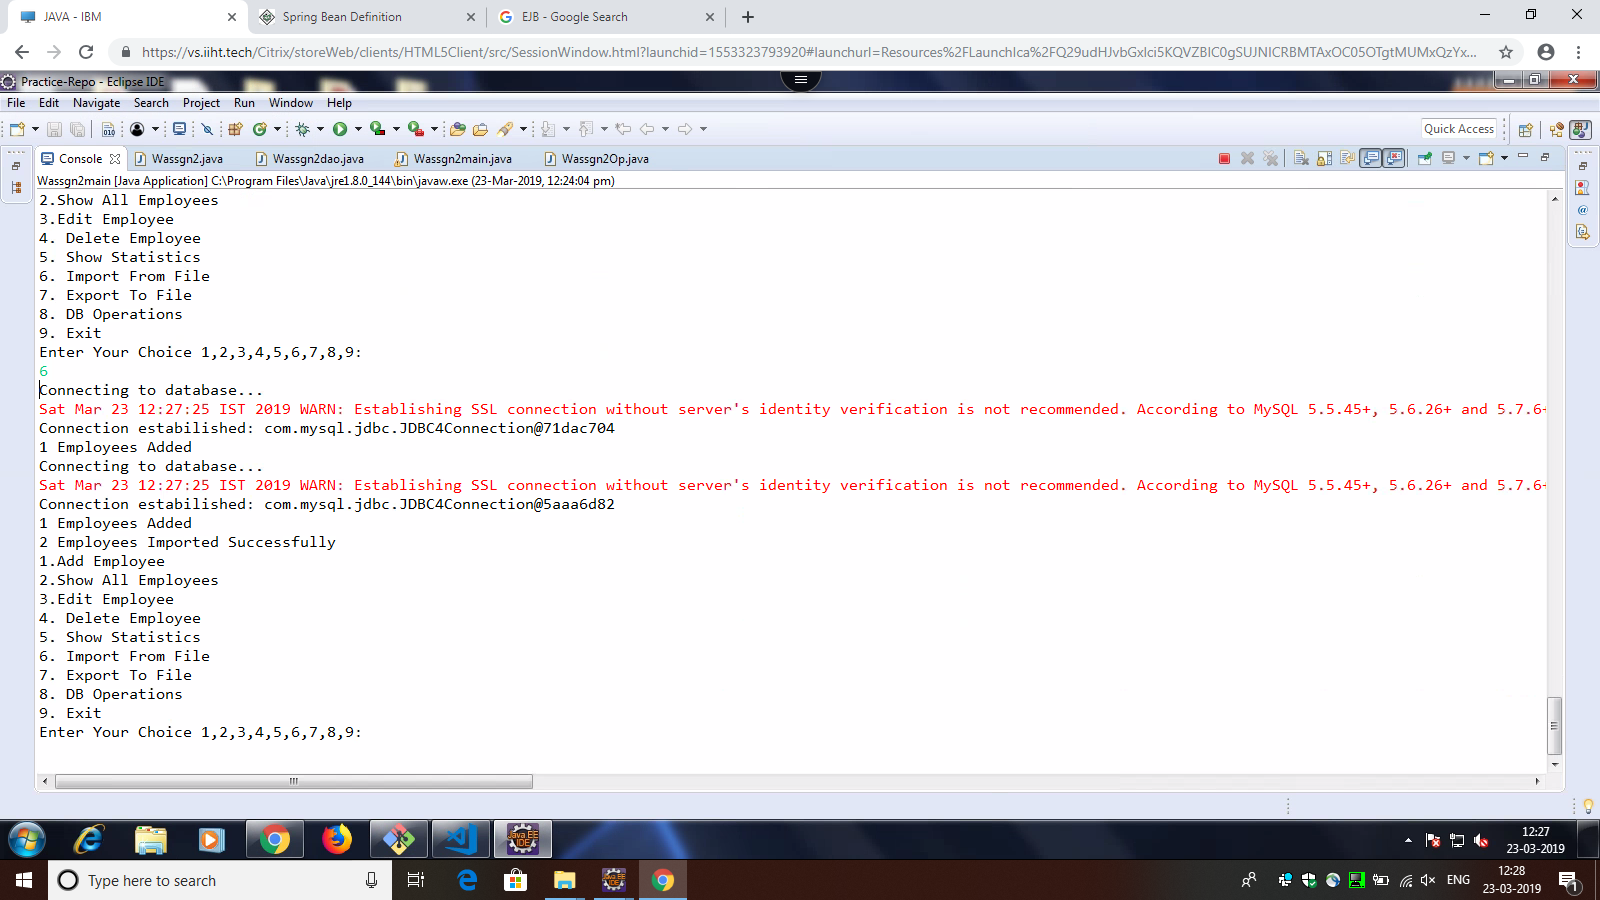 JAVA - IBM
Spring Bean Definition
EJB - Google Search
https://vs.iiht.tech/Citrix/storeWeb/clients/HTML5Client/src/SessionWindow.html?launchid=1553323793920#launchurl=Resources%2FLaunchIca%2FQ29udHJvbGxlci5KQVZBIC0gSUJNICRBMTAxOC05OTgtMUMxQzYx...
Practice-Repo - Eclipse IDE
File Edit Navigate Search Project Run Window Help
Quick Access
Console Wassgn2.java Wassgn2dao.java Wassgn2main.java Wassgn2Op.java
Wassgn2main [Java Application] C:\Program Files\Java\jre1.8.0_144\bin\javaw.exe (23-Mar-2019, 12:24:04 pm)
2.Show All Employees
3.Edit Employee
4. Delete Employee
5. Show Statistics
6. Import From File
7. Export To File
8. DB Operations
9. Exit
Enter Your Choice 1,2,3,4,5,6,7,8,9:
6
Connecting to database...
Sat Mar 23 12:27:25 IST 2019 WARN: Establishing SSL connection without server's identity verification is not recommended. According to MySQL 5.5.45+, 5.6.26+ and 5.7.6+
Connection estabilished: com.mysql.jdbc.JDBC4Connection@71dac704
1 Employees Added
Connecting to database...
Sat Mar 23 12:27:25 IST 2019 WARN: Establishing SSL connection without server's identity verification is not recommended. According to MySQL 5.5.45+, 5.6.26+ and 5.7.6+
Connection estabilished: com.mysql.jdbc.JDBC4Connection@5aaa6d82
1 Employees Added
2 Employees Imported Successfully
1.Add Employee
2.Show All Employees
3.Edit Employee
4. Delete Employee
5. Show Statistics
6. Import From File
7. Export To File
8. DB Operations
9. Exit
Enter Your Choice 1,2,3,4,5,6,7,8,9:
Java EE
IDE
12:27
23-03-2019
Type here to search
Java EE
IDE
ENG
12:28
23-03-2019
1